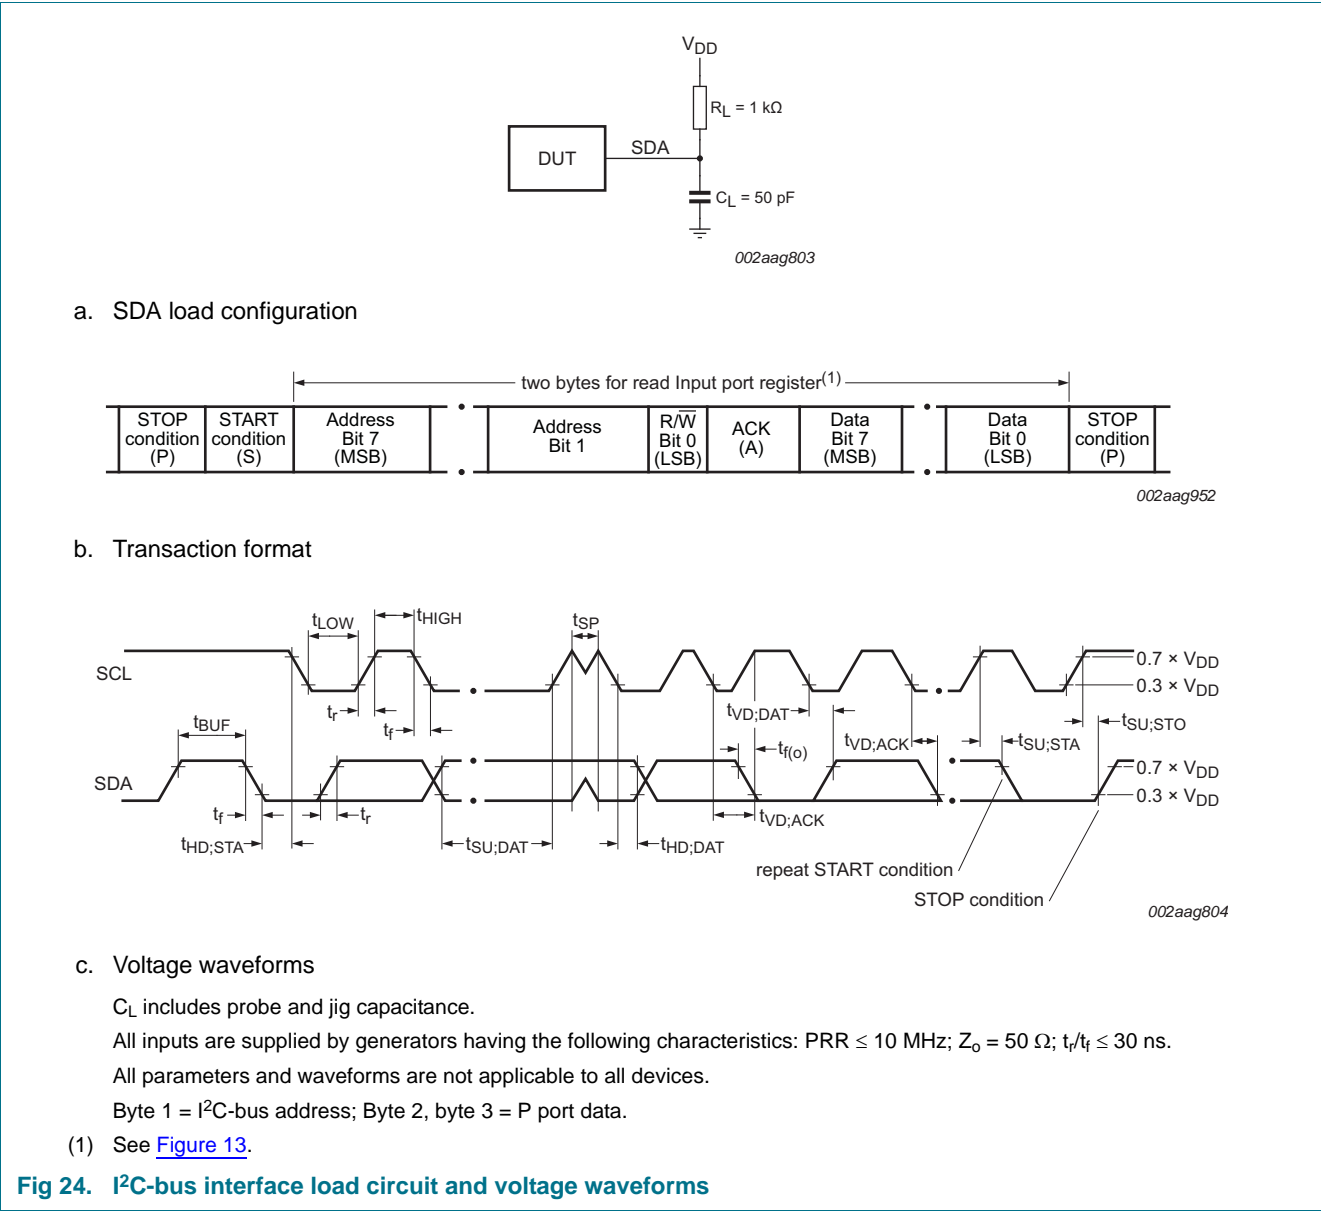 VDD
RL = 1 kΩ
DUT
SDA
CL = 50 pF
002aag803
a. SDA load configuration
two bytes for read Input port register(1)
STOP condition (P)
START condition (S)
Address Bit 7 (MSB)
Address Bit 1
R/W̅ Bit 0 (LSB)
ACK (A)
Data Bit 7 (MSB)
Data Bit 0 (LSB)
STOP condition (P)
002aag952
b. Transaction format
tLOW
tHIGH
tSP
SCL
0.7 × VDD
0.3 × VDD
tr
tf
tBUF
tVD;DAT
tf(o)
tVD;ACK
tSU;STA
tSU;STO
SDA
0.7 × VDD
0.3 × VDD
tf
tr
tHD;STA
tSU;DAT
tHD;DAT
tVD;ACK
repeat START condition
STOP condition
002aag804
c. Voltage waveforms
CL includes probe and jig capacitance.
All inputs are supplied by generators having the following characteristics: PRR ≤ 10 MHz; Zo = 50 Ω; tr/tf ≤ 30 ns.
All parameters and waveforms are not applicable to all devices.
Byte 1 = I2C-bus address; Byte 2, byte 3 = P port data.
(1) See Figure 13.
Fig 24. I2C-bus interface load circuit and voltage waveforms